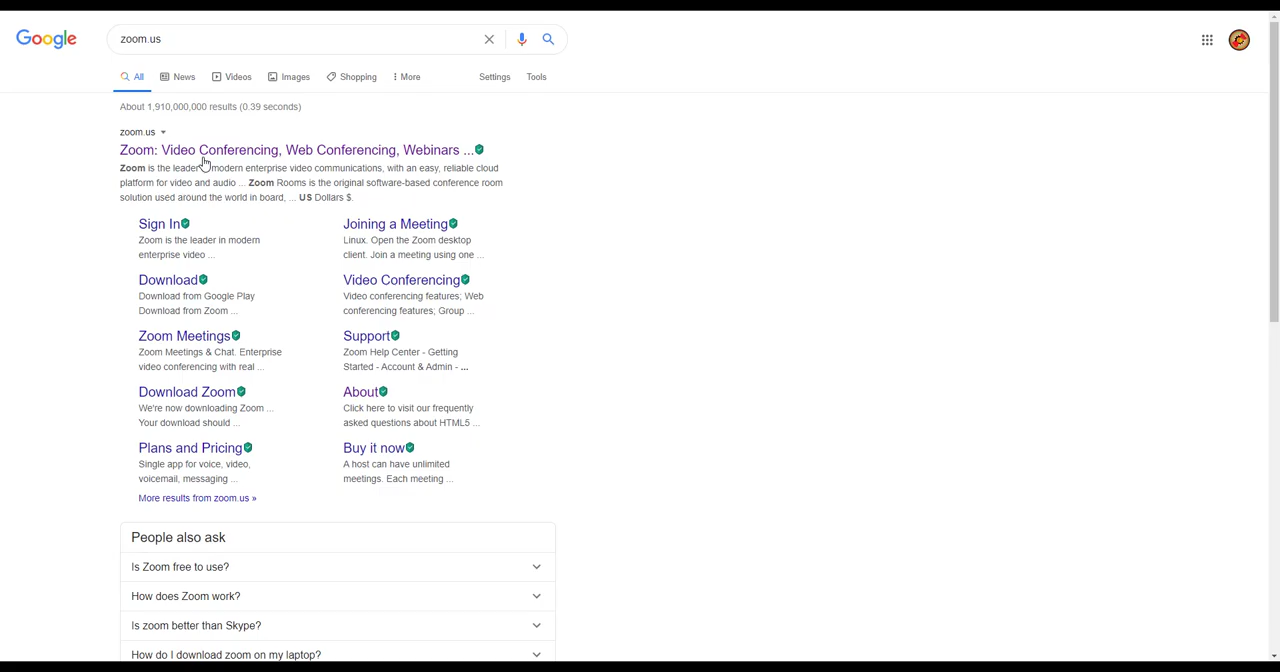 Google
zoom.us
All
News
Videos
Images
Shopping
More
Settings
Tools
About 1,910,000,000 results (0.39 seconds)
zoom.us
Zoom: Video Conferencing, Web Conferencing, Webinars ...
Zoom is the leader modern enterprise video communications, with an easy, reliable cloud
platform for video and audio ... Zoom Rooms is the original software-based conference room
solution used around the world in board, ... US Dollars $.
Sign In
Zoom is the leader in modern
enterprise video ...
Joining a Meeting
Linux. Open the Zoom desktop
client. Join a meeting using one ...
Download
Download from Google Play
Download from Zoom ...
Video Conferencing
Video conferencing features; Web
conferencing features; Group ...
Zoom Meetings
Zoom Meetings & Chat. Enterprise
video conferencing with real ...
Support
Zoom Help Center - Getting
Started - Account & Admin - ...
Download Zoom
We're now downloading Zoom ...
Your download should ...
About
Click here to visit our frequently
asked questions about HTML5 ...
Plans and Pricing
Single app for voice, video,
voicemail, messaging ...
Buy it now
A host can have unlimited
meetings. Each meeting ...
More results from zoom.us »
People also ask
Is Zoom free to use?
How does Zoom work?
Is zoom better than Skype?
How do I download zoom on my laptop?